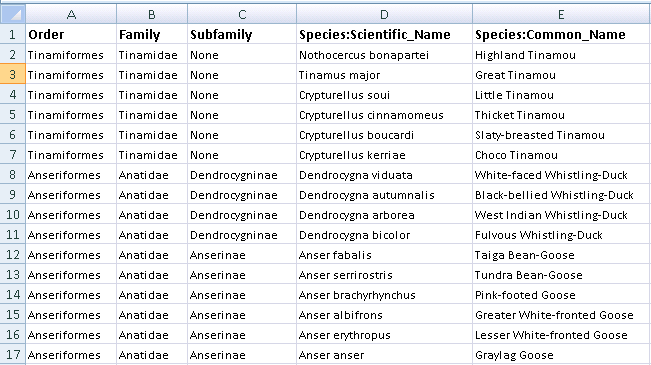 A B C D E
1 Order Family Subfamily Species:Scientific_Name Species:Common_Name
2 Tinamiformes Tinamidae None Nothocercus bonapartei Highland Tinamou
3 Tinamiformes Tinamidae None Tinamus major Great Tinamou
4 Tinamiformes Tinamidae None Crypturellus soui Little Tinamou
5 Tinamiformes Tinamidae None Crypturellus cinnamomeus Thicket Tinamou
6 Tinamiformes Tinamidae None Crypturellus boucardi Slaty-breasted Tinamou
7 Tinamiformes Tinamidae None Crypturellus kerriae Choco Tinamou
8 Anseriformes Anatidae Dendrocygninae Dendrocygna viduata White-faced Whistling-Duck
9 Anseriformes Anatidae Dendrocygninae Dendrocygna autumnalis Black-bellied Whistling-Duck
10 Anseriformes Anatidae Dendrocygninae Dendrocygna arborea West Indian Whistling-Duck
11 Anseriformes Anatidae Dendrocygninae Dendrocygna bicolor Fulvous Whistling-Duck
12 Anseriformes Anatidae Anserinae Anser fabalis Taiga Bean-Goose
13 Anseriformes Anatidae Anserinae Anser serrirostris Tundra Bean-Goose
14 Anseriformes Anatidae Anserinae Anser brachyrhynchus Pink-footed Goose
15 Anseriformes Anatidae Anserinae Anser albifrons Greater White-fronted Goose
16 Anseriformes Anatidae Anserinae Anser erythropus Lesser White-fronted Goose
17 Anseriformes Anatidae Anserinae Anser anser Graylag Goose